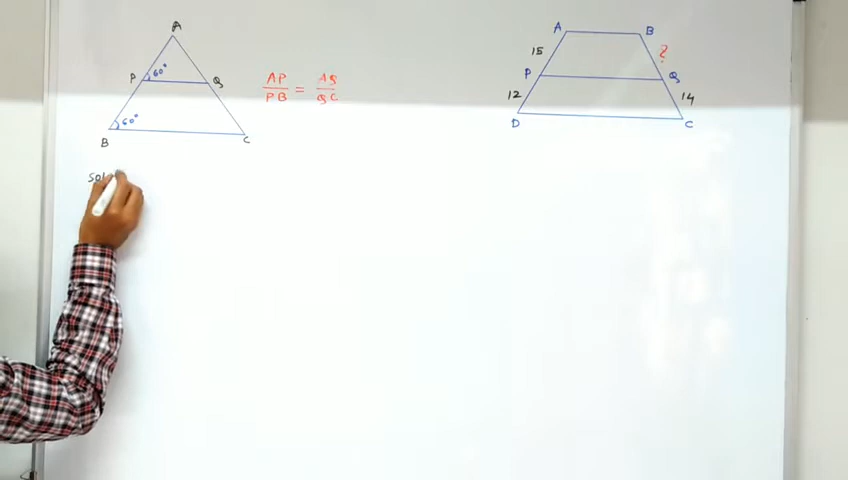 A
P 60° Q
B 60° C
AP/PB = AQ/QC
Sol
A B
15 ?
P Q
12 14
D C